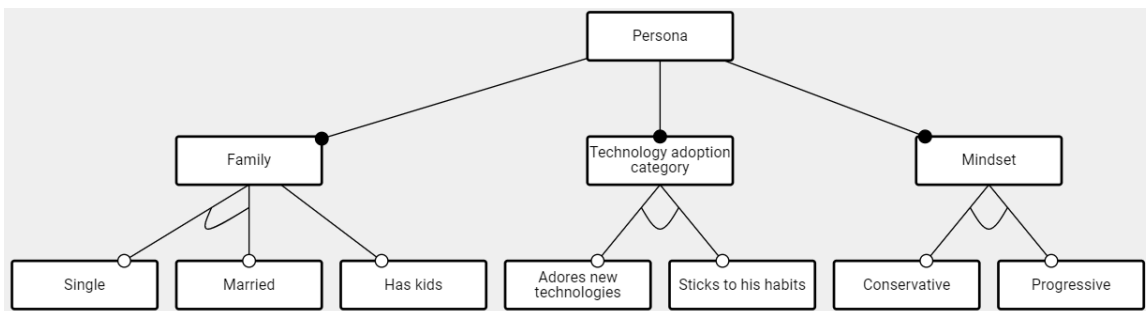 Persona
Family
Technology adoption
category
Mindset
Single
Married
Has kids
Adores new
technologies
Sticks to his habits
Conservative
Progressive